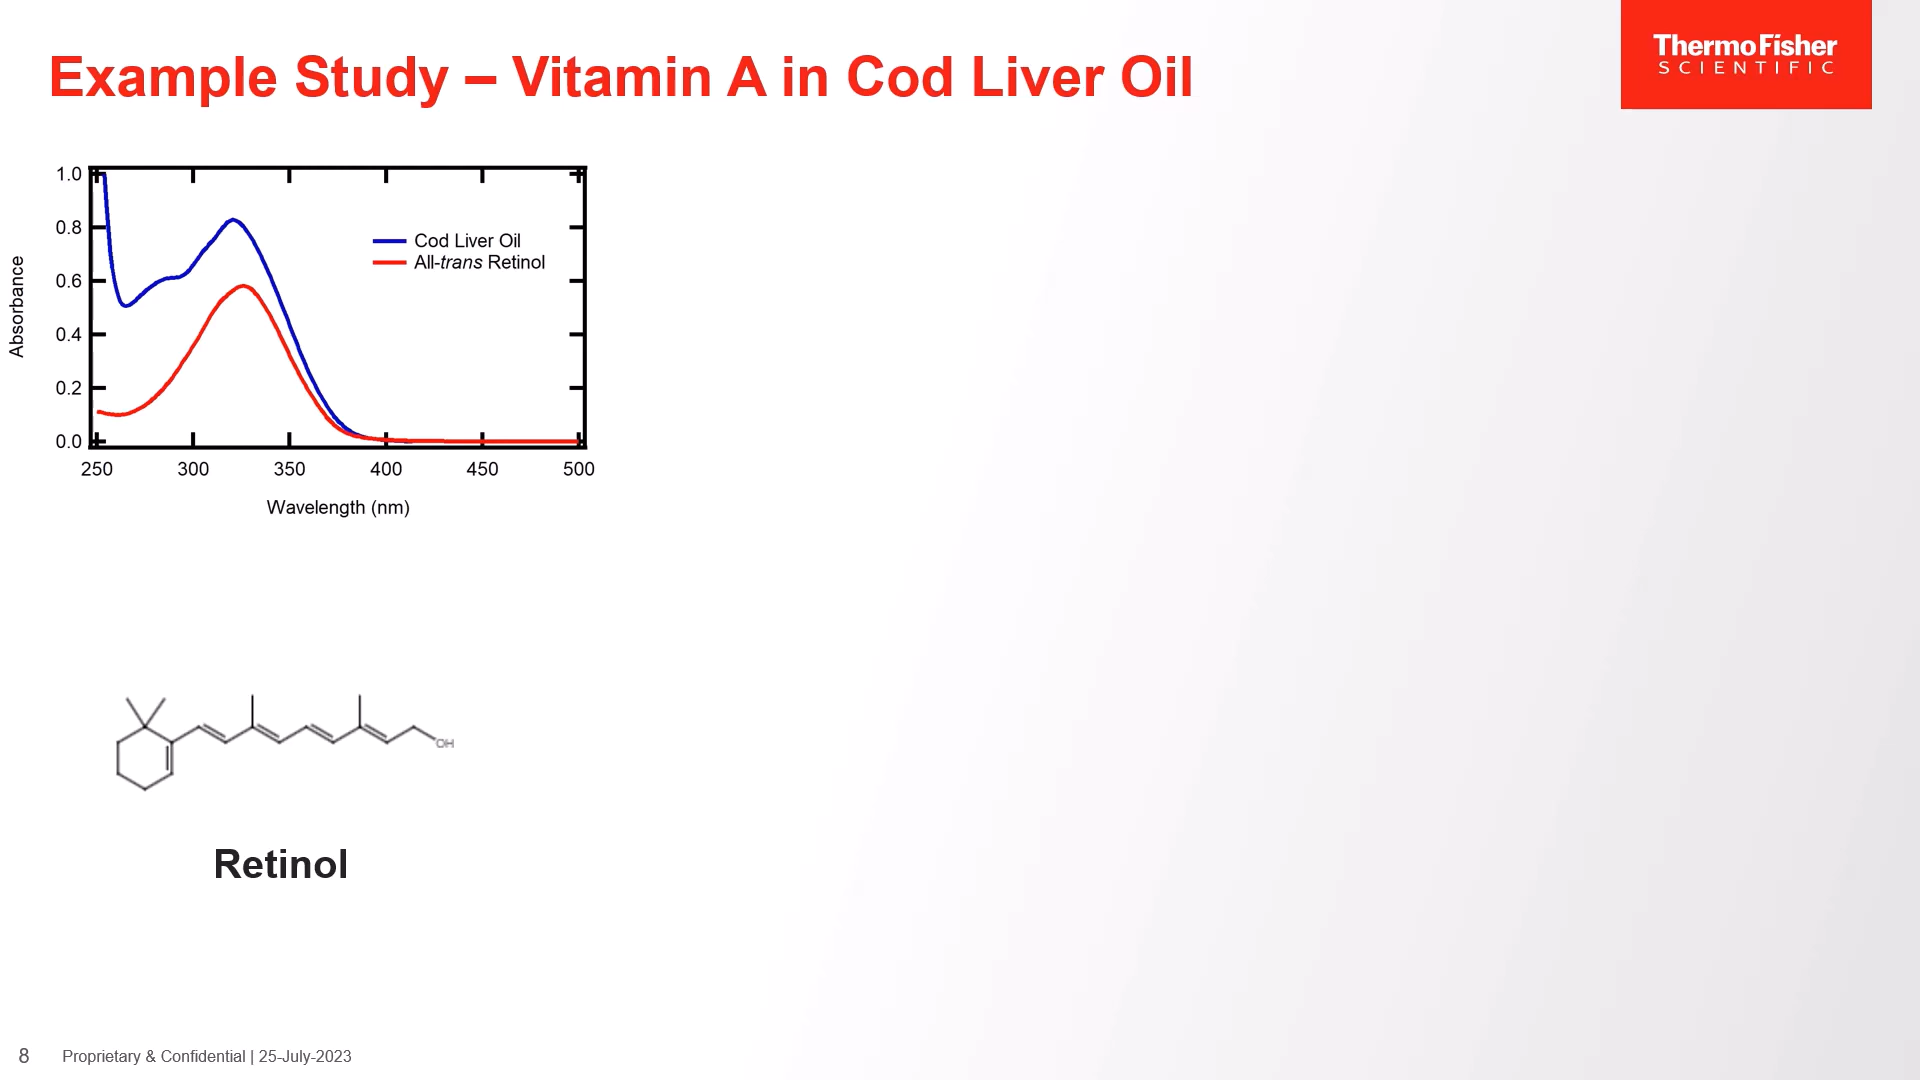 Example Study – Vitamin A in Cod Liver Oil
ThermoFisher
SCIENTIFIC
1.0
0.8
0.6
0.4
0.2
0.0
Absorbance
Cod Liver Oil
All-trans Retinol
250 300 350 400 450 500
Wavelength (nm)
OH
Retinol
8 Proprietary & Confidential | 25-July-2023